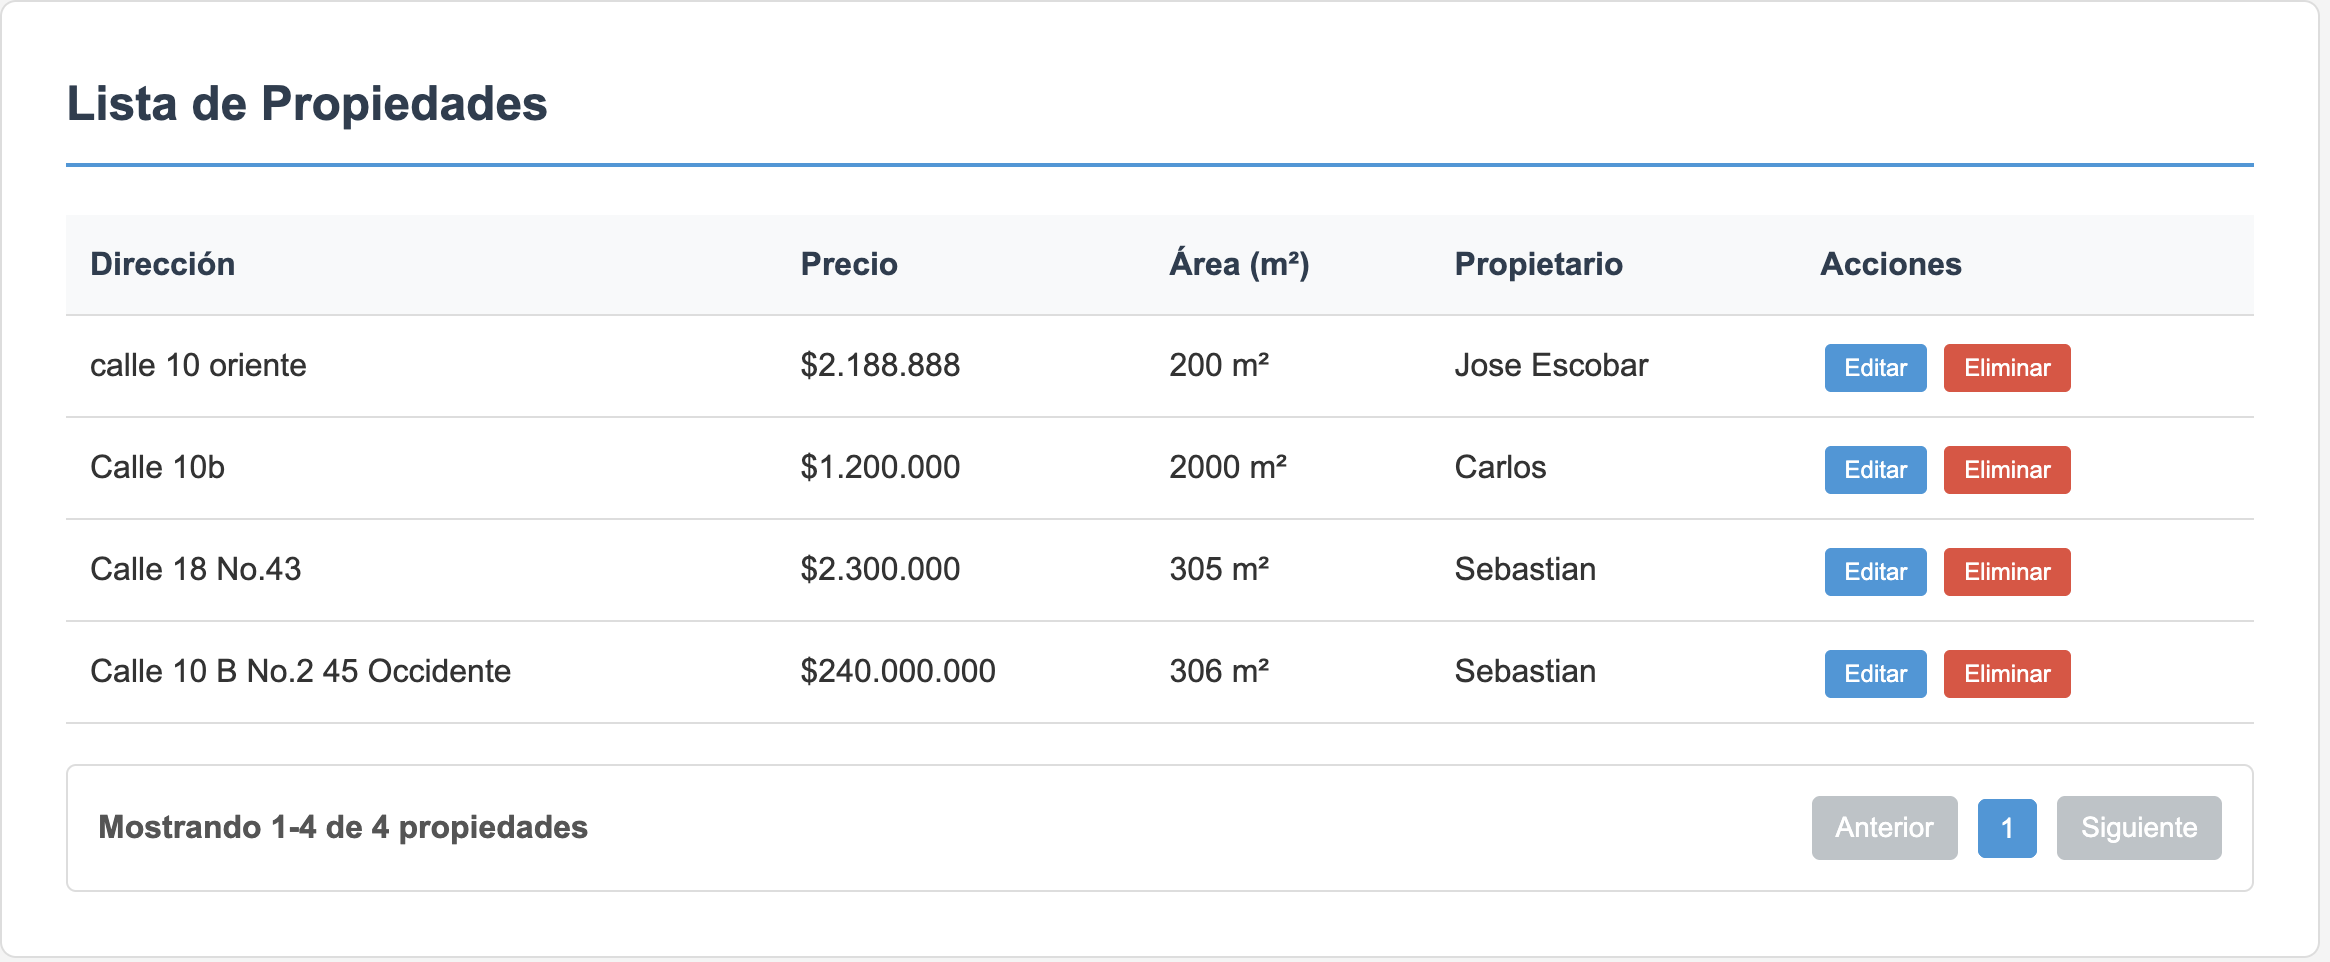 Lista de Propiedades
Dirección Precio Área (m²) Propietario Acciones
calle 10 oriente $2.188.888 200 m² Jose Escobar Editar Eliminar
Calle 10b $1.200.000 2000 m² Carlos Editar Eliminar
Calle 18 No.43 $2.300.000 305 m² Sebastian Editar Eliminar
Calle 10 B No.2 45 Occidente $240.000.000 306 m² Sebastian Editar Eliminar
Mostrando 1-4 de 4 propiedades Anterior 1 Siguiente